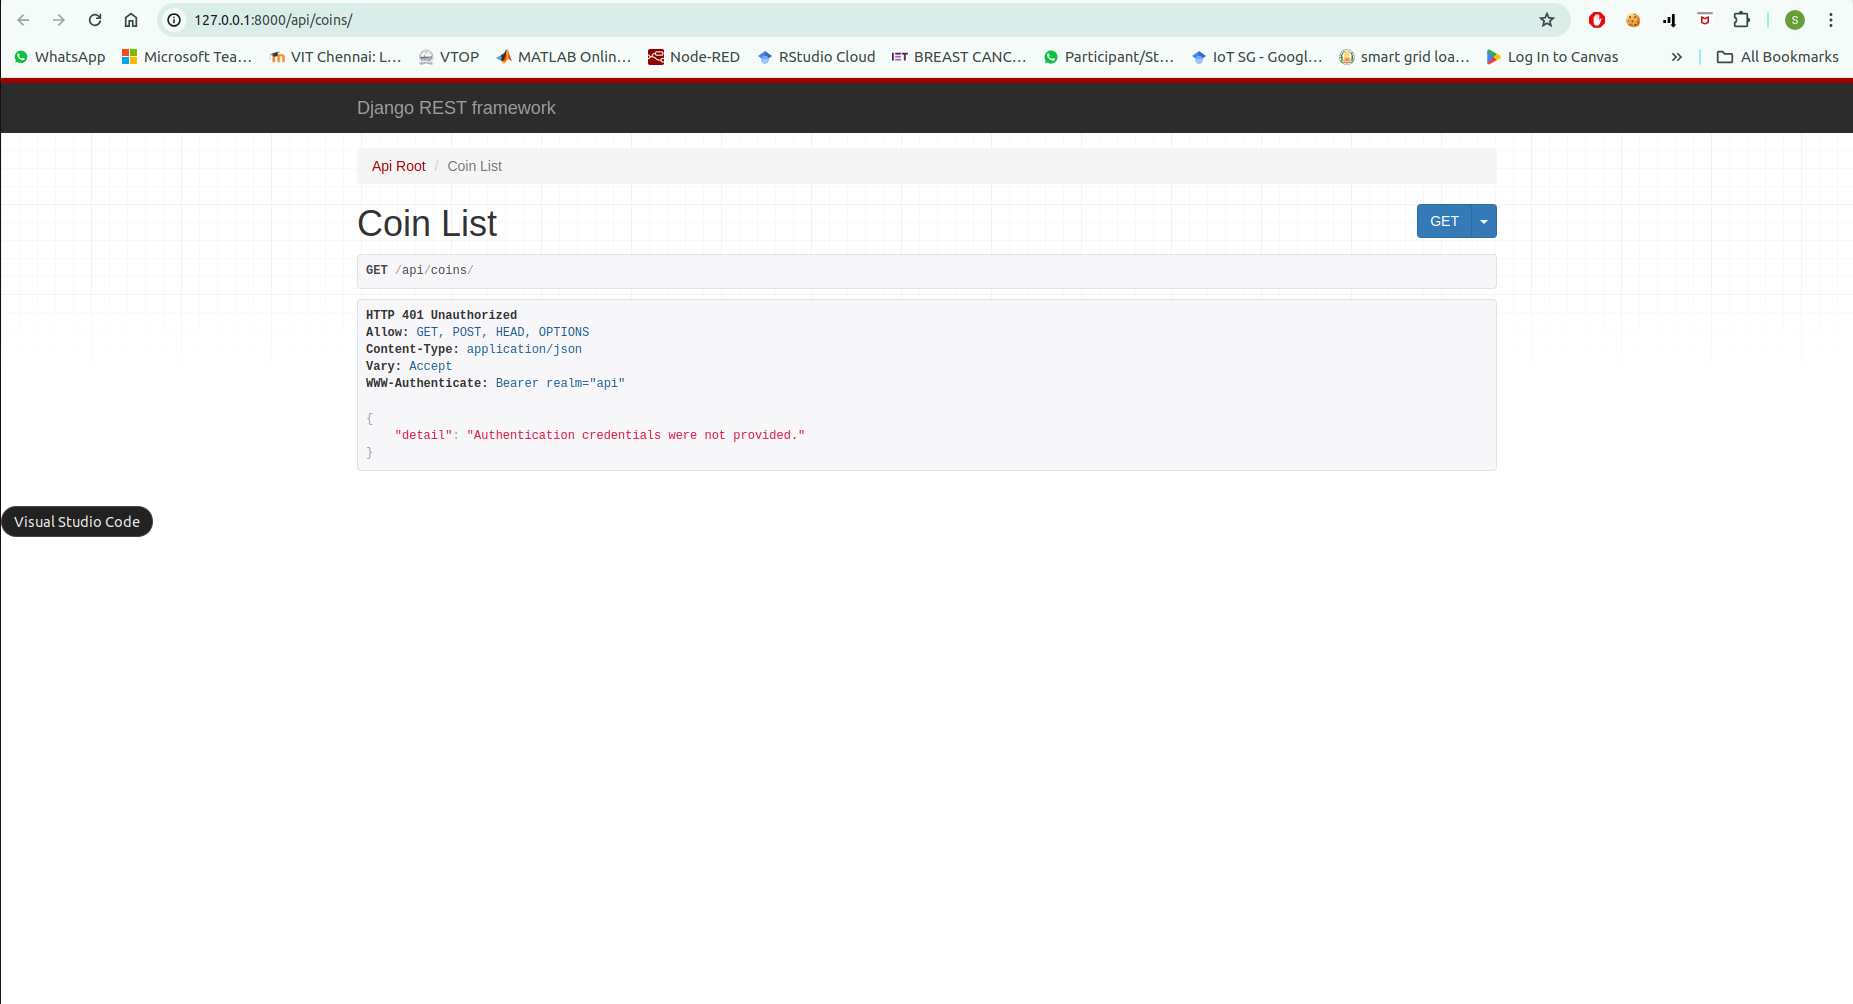 127.0.0.1:8000/api/coins/
S
WhatsApp Microsoft Tea... VIT Chennai: L... VTOP MATLAB Onlin... Node-RED RStudio Cloud IET BREAST CANC... Participant/St... IoT SG - Googl... smart grid loa... Log In to Canvas » All Bookmarks
Django REST framework
Api Root / Coin List
Coin List
GET
GET /api/coins/
HTTP 401 Unauthorized
Allow: GET, POST, HEAD, OPTIONS
Content-Type: application/json
Vary: Accept
WWW-Authenticate: Bearer realm="api"
{
"detail": "Authentication credentials were not provided."
}
Visual Studio Code